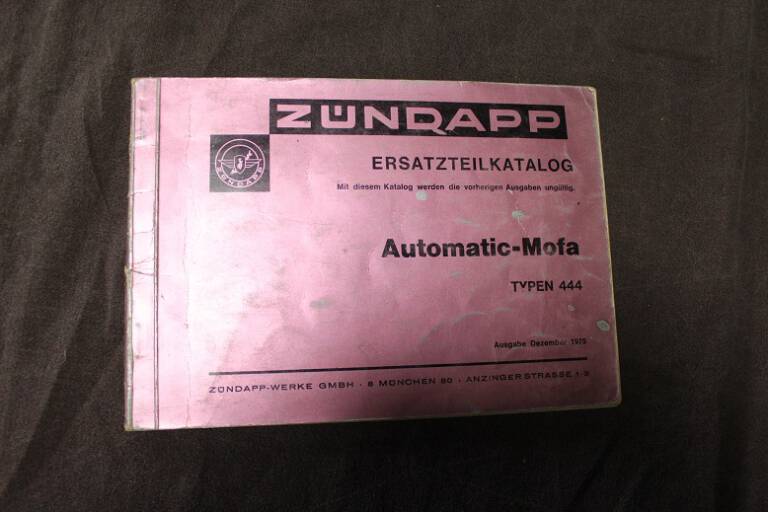 ZÜNDAPP
ZÜNDAPP
ERSATZTEILKATALOG
Mit diesem Katalog werden die vorherigen Ausgaben ungültig.
Automatic-Mofa
TYPEN 444
Ausgabe Dezember 1975
ZÜNDAPP-WERKE GMBH · 8 MÜNCHEN 80 · ANZINGER STRASSE 1-3